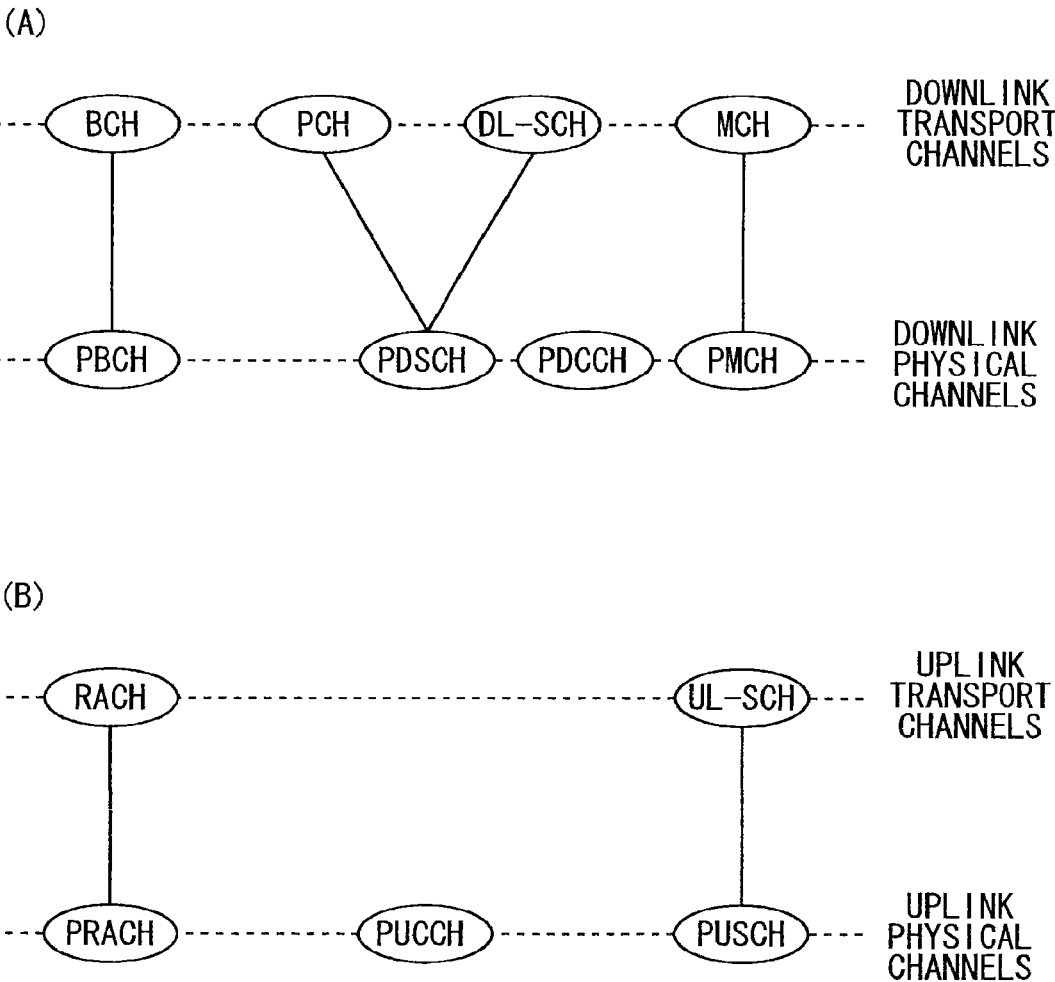 (A)
BCH
PCH
DL-SCH
MCH
DOWNLINK
TRANSPORT
CHANNELS
PBCH
PDSCH
PDCCH
PMCH
DOWNLINK
PHYSICAL
CHANNELS
(B)
RACH
UL-SCH
UPLINK
TRANSPORT
CHANNELS
PRACH
PUCCH
PUSCH
UPLINK
PHYSICAL
CHANNELS